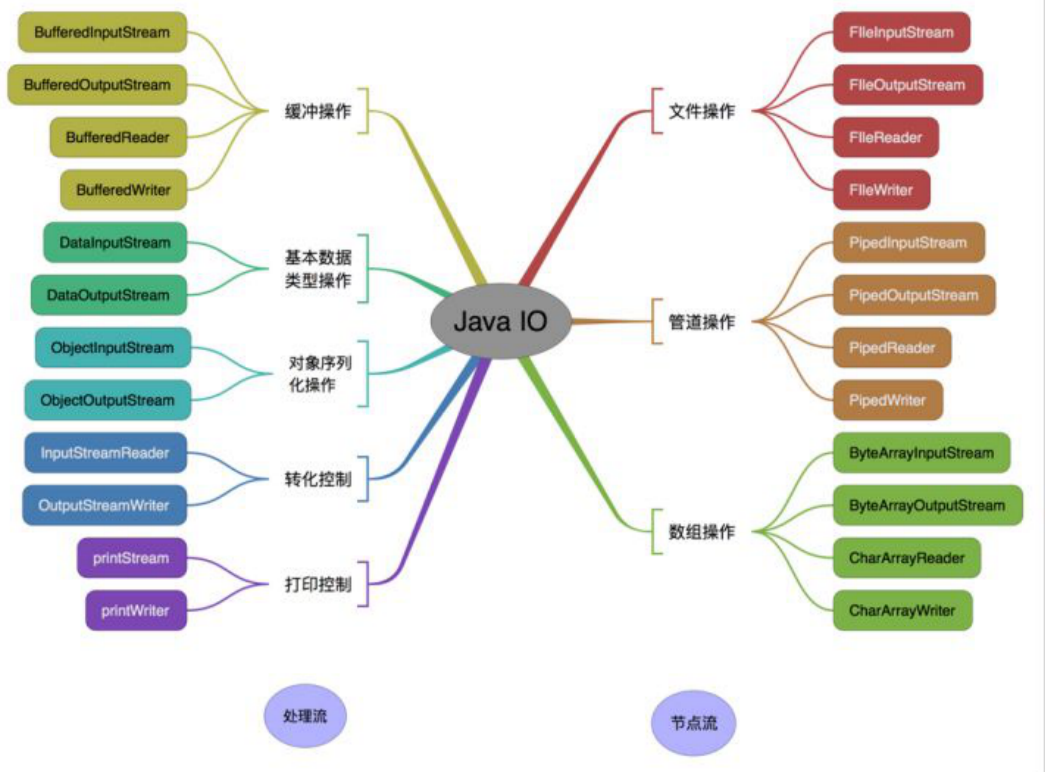 BufferedInputStream
BufferedOutputStream
BufferedReader
BufferedWriter
缓冲操作
DataInputStream
DataOutputStream
基本数据
类型操作
ObjectInputStream
ObjectOutputStream
对象序列
化操作
InputStreamReader
OutputStreamWriter
转化控制
printStream
printWriter
打印控制
处理流
Java IO
文件操作
FIleInputStream
FIleOutputStream
FIleReader
FIleWriter
管道操作
PipedInputStream
PipedOutputStream
PipedReader
PipedWriter
数组操作
ByteArrayInputStream
ByteArrayOutputStream
CharArrayReader
CharArrayWriter
节点流